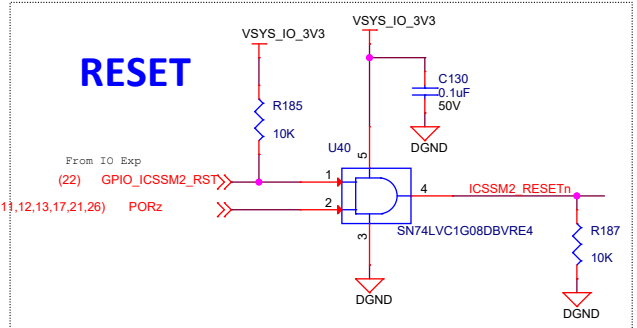 VSYS_IO_3V3
VSYS_IO_3V3
RESET
C130
0.1uF
50V
R185
10K
DGND
U40
5
From IO Exp
(22) GPIO_ICSSM2_RST
1
4
ICSSM2_RESETn
11,12,13,17,21,26) PORz
2
SN74LVC1G08DBVRE4
3
R187
10K
DGND
DGND